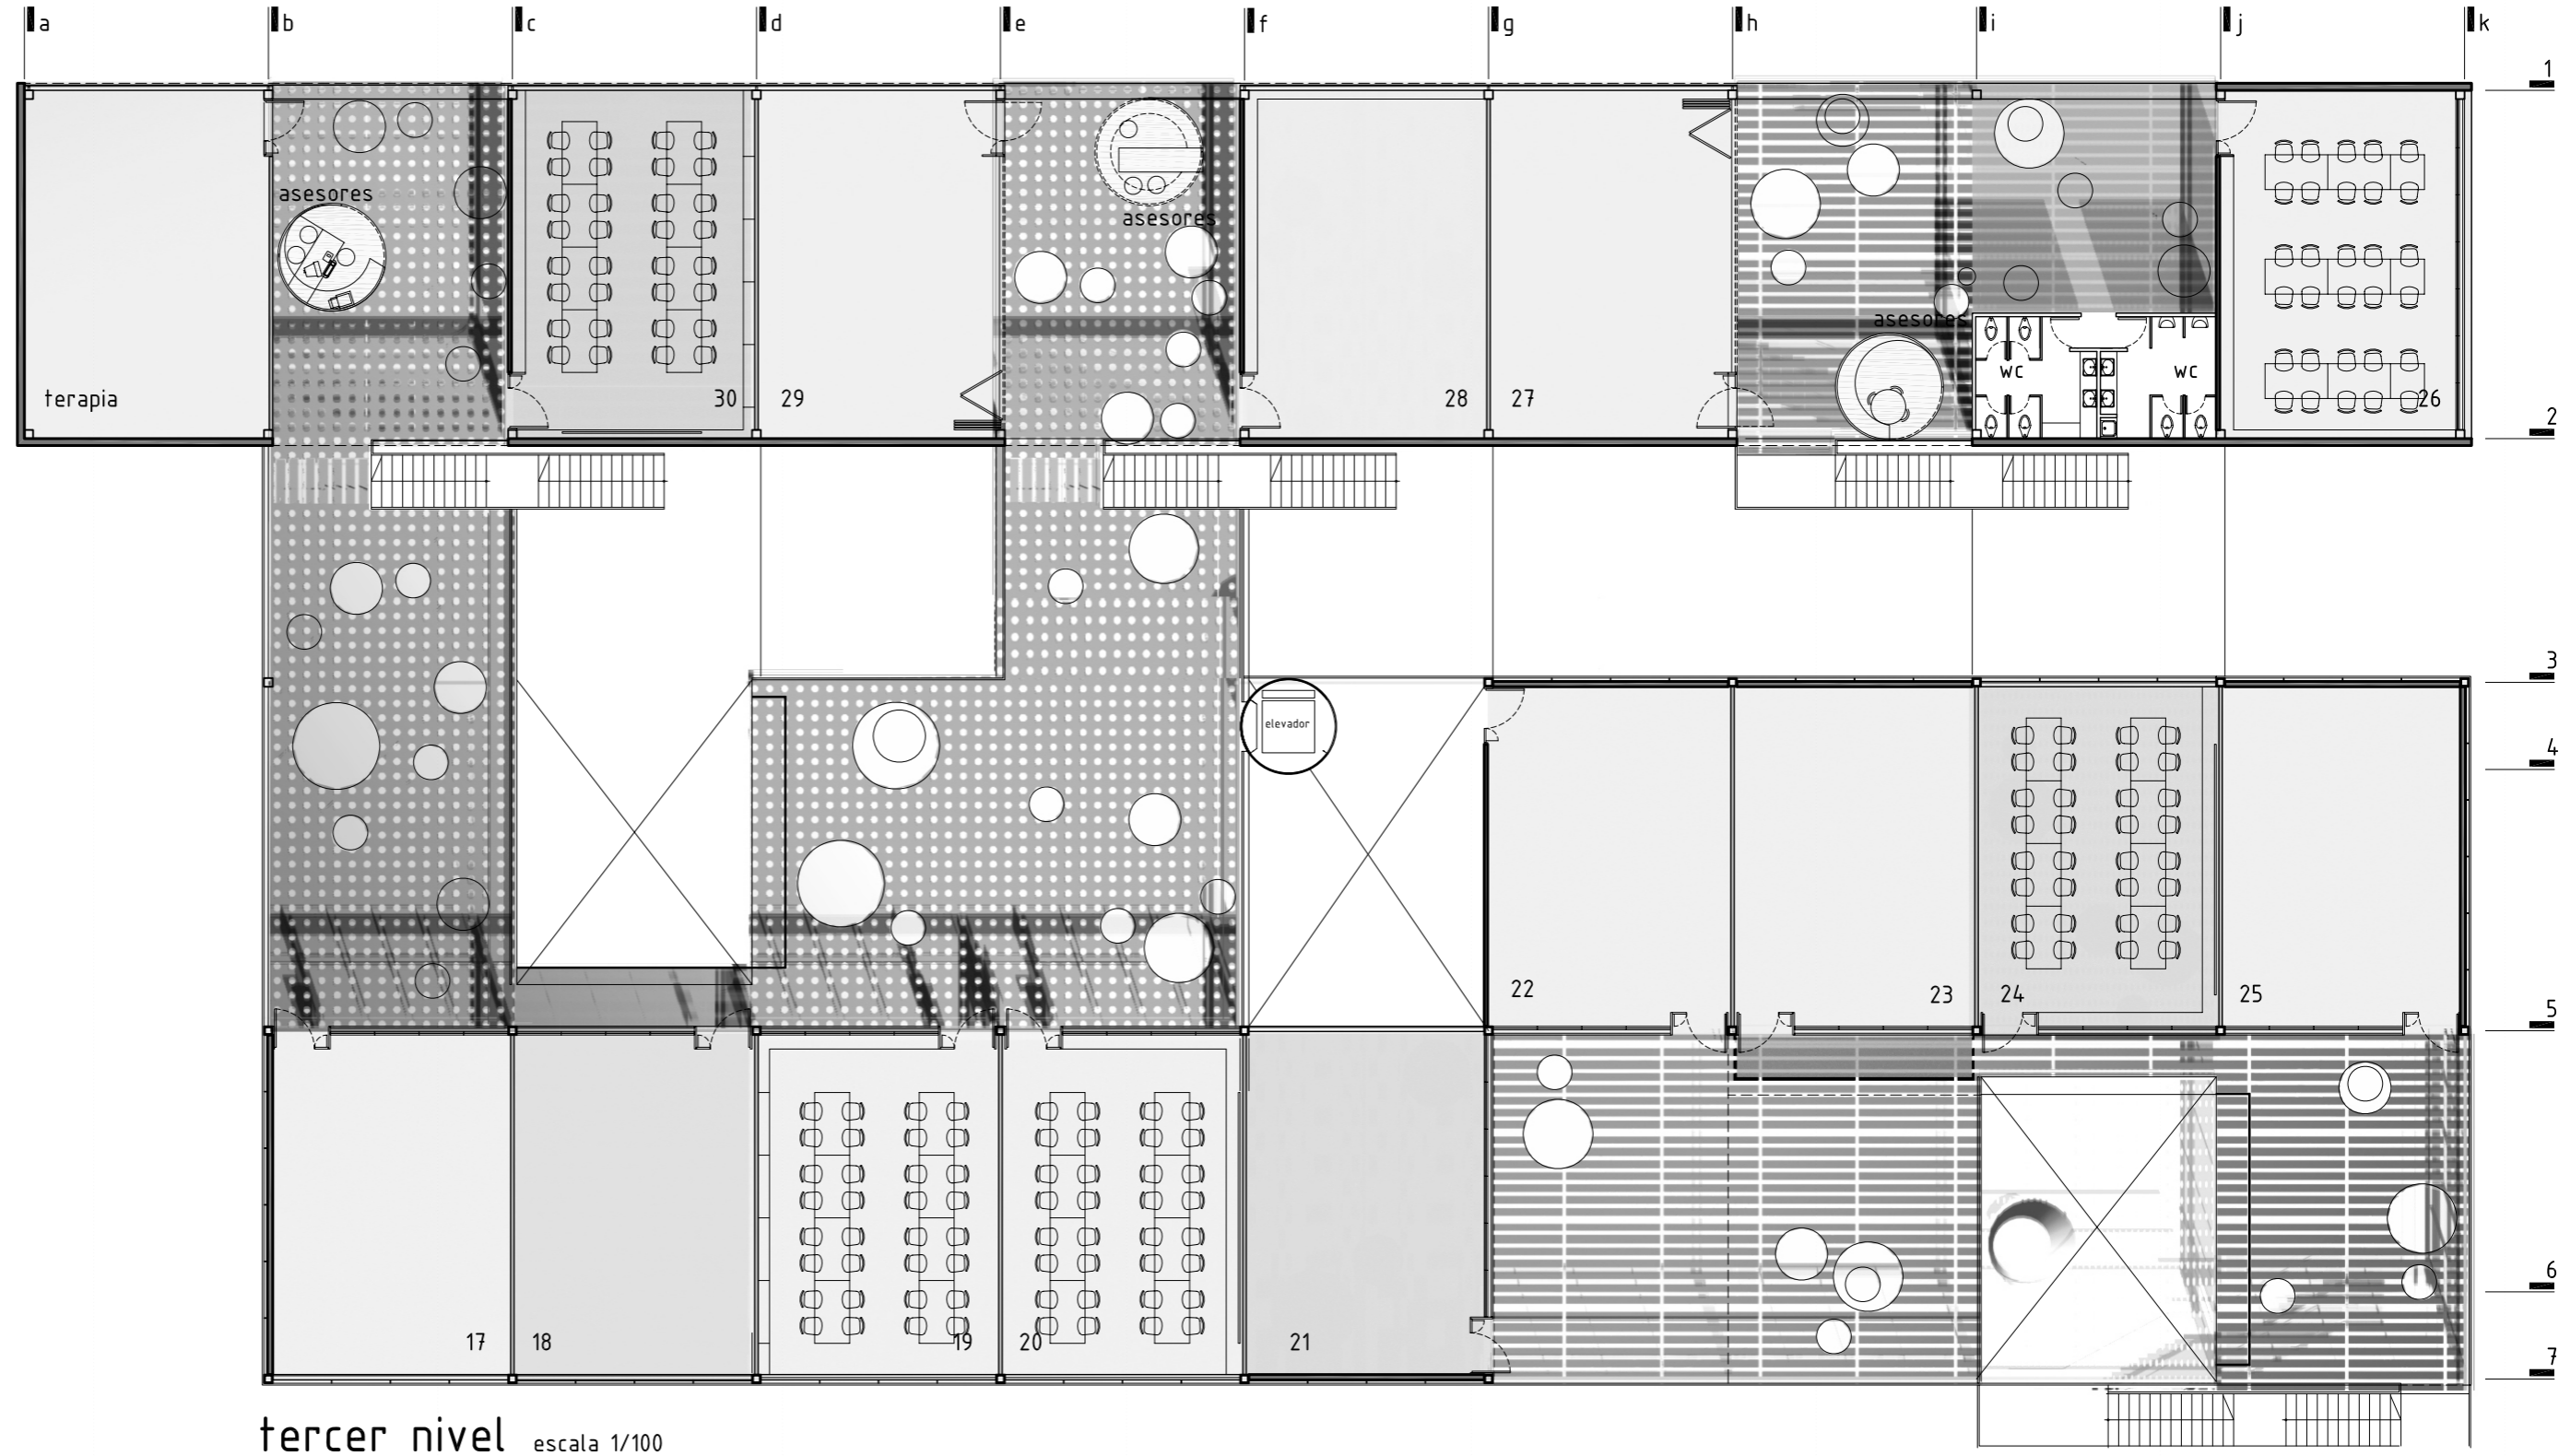 a b c d e f g h i j k
1
asesores
asesores
asesores
wc wc
terapia 30 29 28 27 26
2
3
elevador
4
22 23 24 25
5
6
17 18 19 20 21
7
tercer nivel escala 1/100